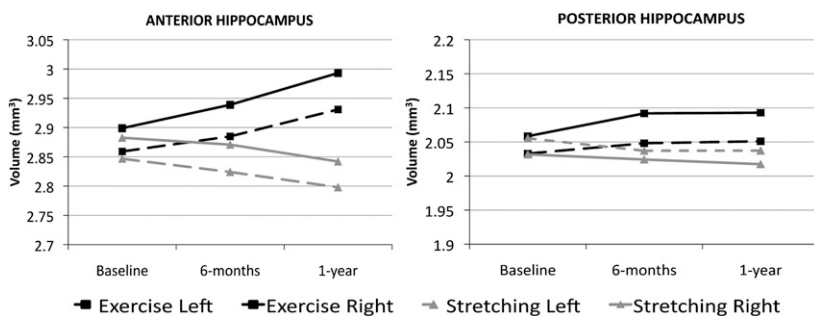 ANTERIOR HIPPOCAMPUS
3.05
3
2.95
2.9
2.85
2.8
2.75
2.7
Volume (mm³)
Baseline 6-months 1-year
POSTERIOR HIPPOCAMPUS
2.2
2.15
2.1
2.05
2
1.95
1.9
Volume (mm³)
Baseline 6-months 1-year
Exercise Left Exercise Right Stretching Left Stretching Right